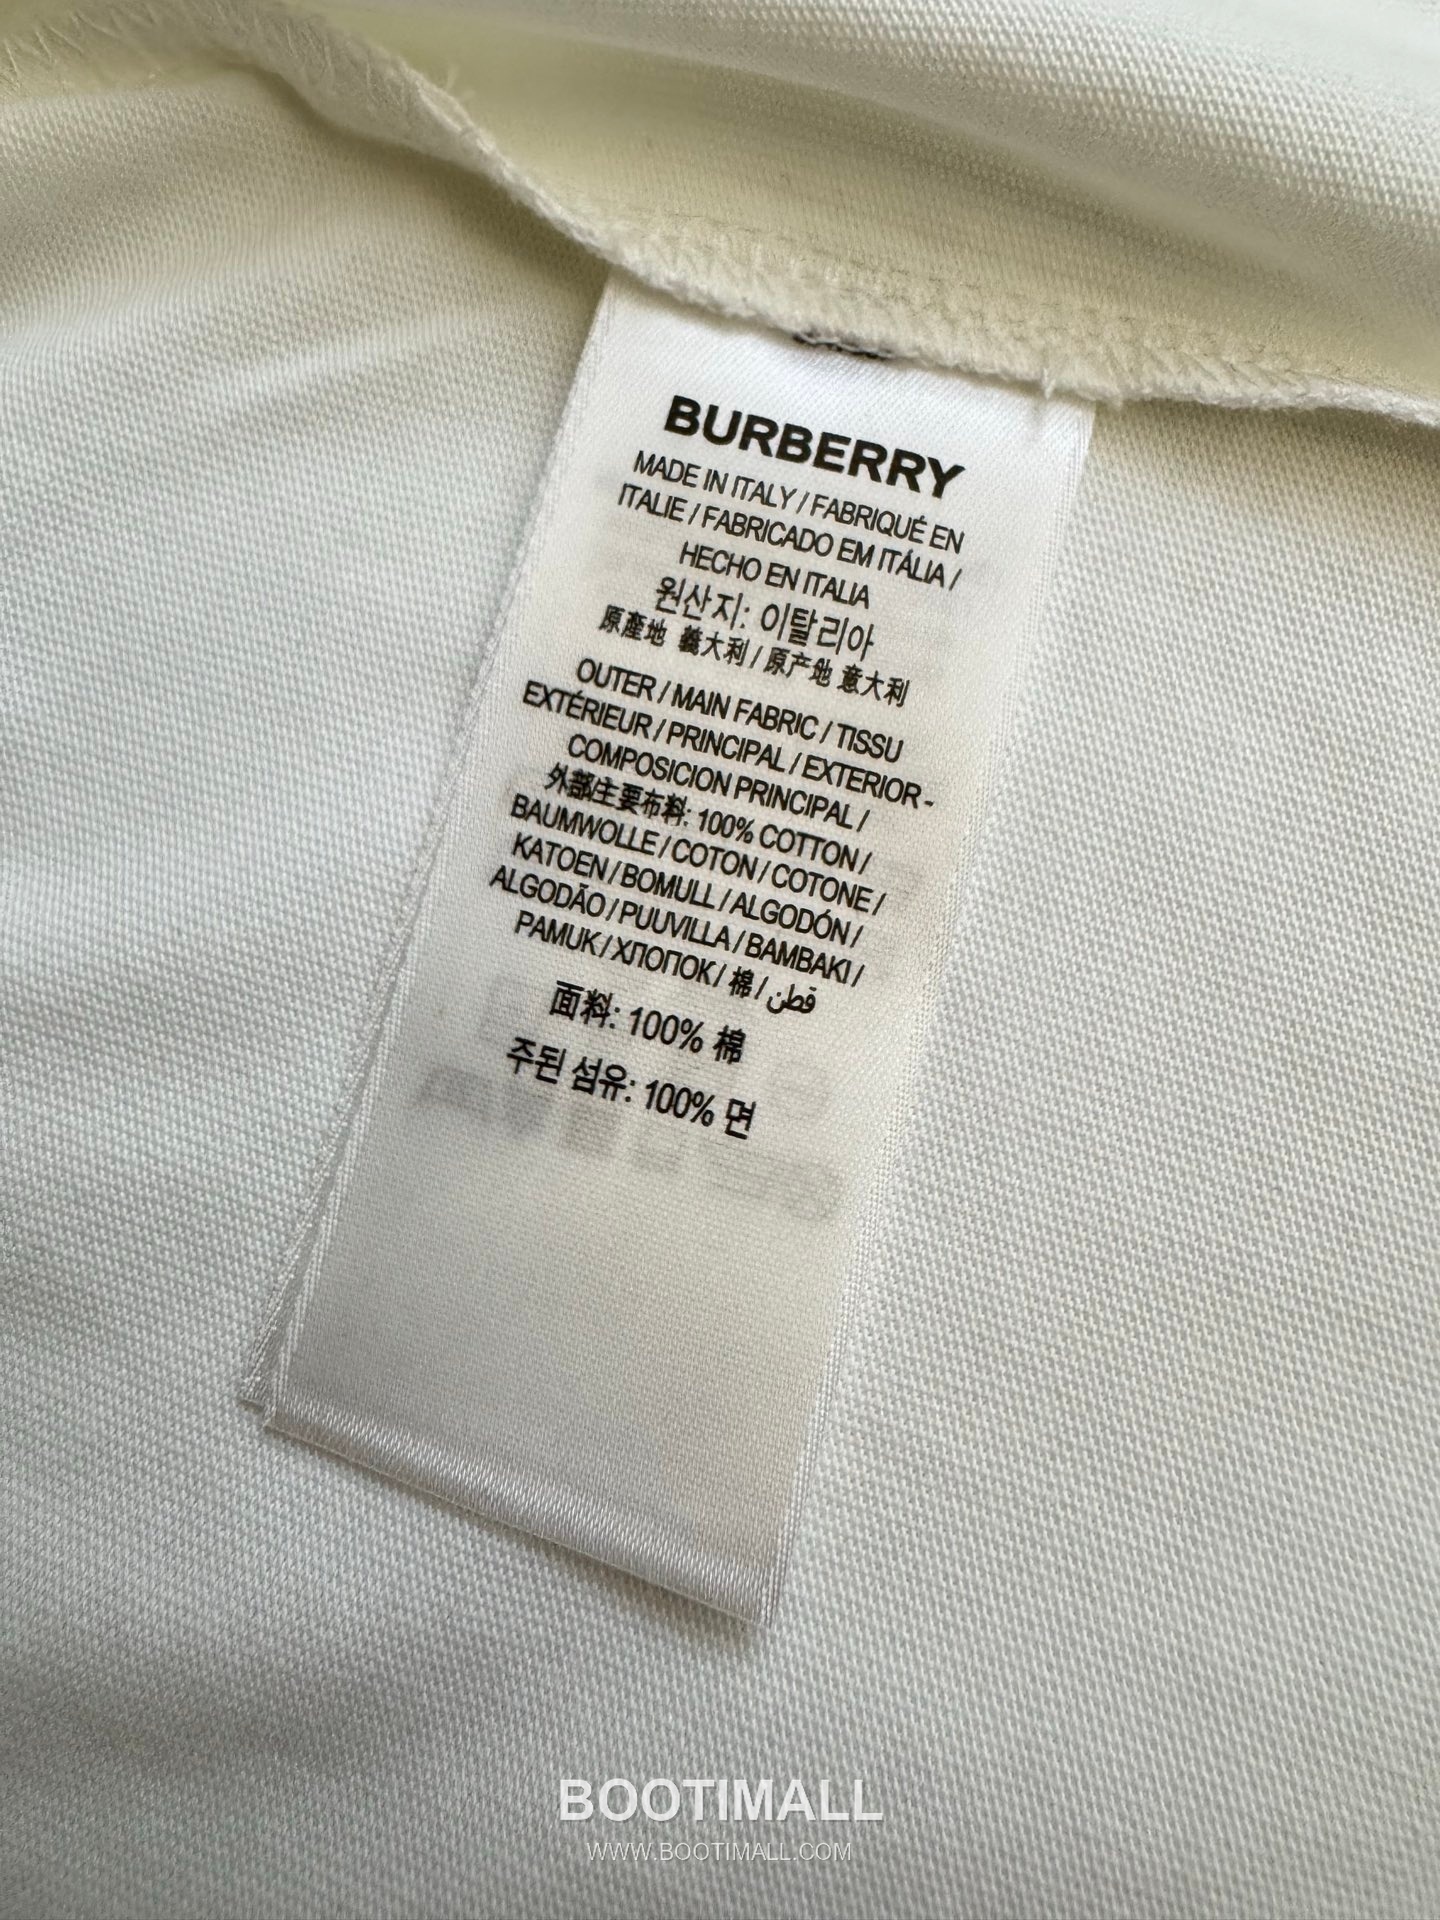 BURBERRY
MADE IN ITALY / FABRIQUÉ EN
ITALIE / FABRICADO EM ITÁLIA /
HECHO EN ITALIA
원산지: 이탈리아
原產地 義大利 / 原产地 意大利
OUTER / MAIN FABRIC / TISSU
EXTÉRIEUR / PRINCIPAL / EXTERIOR -
COMPOSICION PRINCIPAL /
外部/主要布料: 100% COTTON /
BAUMWOLLE / COTON / COTONE /
KATOEN / BOMULL / ALGODÓN /
ALGODÃO / PUUVILLA / BAMBAKI /
PAMUK / ХЛОПОК / 棉 / قطن
面料: 100% 棉
주된 섬유: 100% 면
BOOTIMALL
WWW.BOOTIMALL.COM